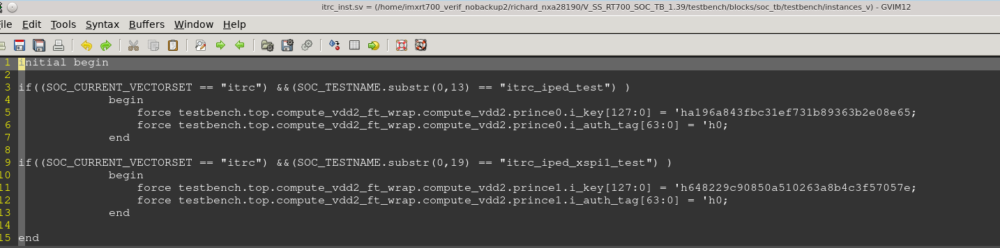 itrc_inst.sv = (/home/imxrt700_verif_nobackup2/richard_nxa28190/V_SS_RT700_SOC_TB_1.39/testbench/blocks/soc_tb/testbench/instances_v) - GVIM12
ile Edit Tools Syntax Buffers Window Help
1 initial begin
2
3 if((SOC_CURRENT_VECTORSET == "itrc") &&(SOC_TESTNAME.substr(0,13) == "itrc_iped_test") )
4 begin
5 force testbench.top.compute_vdd2_ft_wrap.compute_vdd2.prince0.i_key[127:0] = 'ha196a843fbc31ef731b89363b2e08e65;
6 force testbench.top.compute_vdd2_ft_wrap.compute_vdd2.prince0.i_auth_tag[63:0] = 'h0;
7 end
8
9 if((SOC_CURRENT_VECTORSET == "itrc") &&(SOC_TESTNAME.substr(0,19) == "itrc_iped_xspi1_test") )
10 begin
11 force testbench.top.compute_vdd2_ft_wrap.compute_vdd2.prince1.i_key[127:0] = 'h648229c90850a510263a8b4c3f57057e;
12 force testbench.top.compute_vdd2_ft_wrap.compute_vdd2.prince1.i_auth_tag[63:0] = 'h0;
13 end
14
15 end